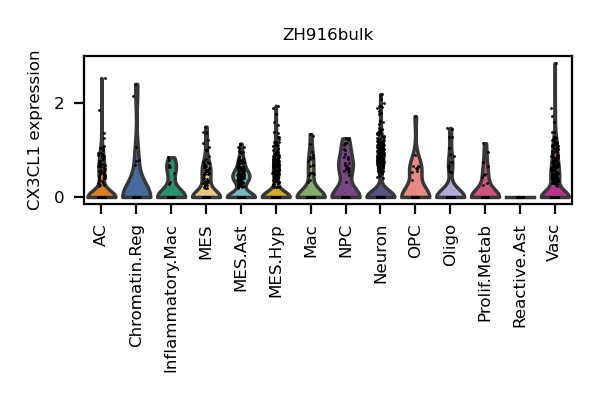 ZH916bulk
CX3CL1 expression
2
0
AC
Chromatin.Reg
Inflammatory.Mac
MES
MES.Ast
MES.Hyp
Mac
NPC
Neuron
OPC
Oligo
Prolif.Metab
Reactive.Ast
Vasc